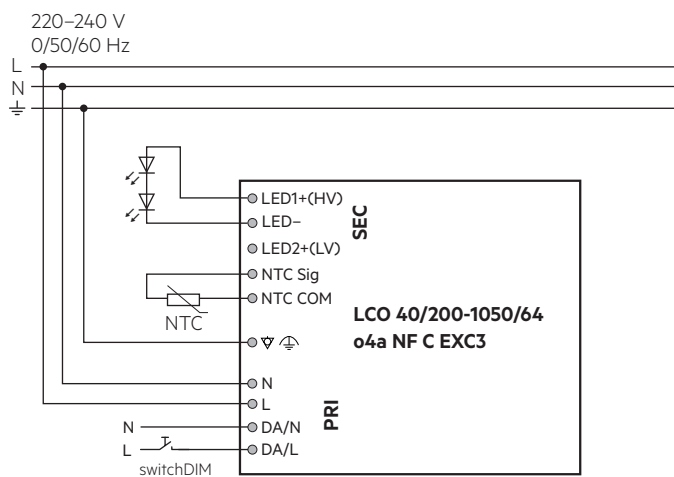 220–240 V
0/50/60 Hz
L
N
LED1+(HV)
LED–
LED2+(LV)
SEC
NTC Sig
NTC COM
NTC
LCO 40/200-1050/64
o4a NF C EXC3
N
L
PRI
N DA/N
L DA/L
switchDIM